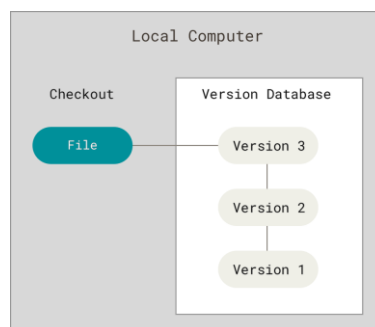 Local Computer
Checkout
Version Database
File
Version 3
Version 2
Version 1